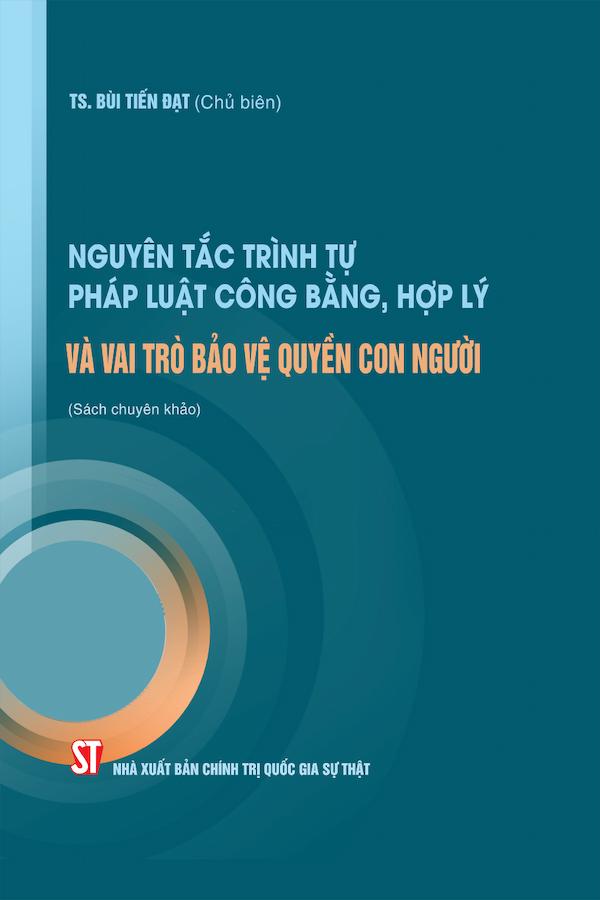 TS. BÙI TIẾN ĐẠT (Chủ biên)
NGUYÊN TẮC TRÌNH TỰ
PHÁP LUẬT CÔNG BẰNG, HỢP LÝ
VÀ VAI TRÒ BẢO VỆ QUYỀN CON NGƯỜI
(Sách chuyên khảo)
ST NHÀ XUẤT BẢN CHÍNH TRỊ QUỐC GIA SỰ THẬT